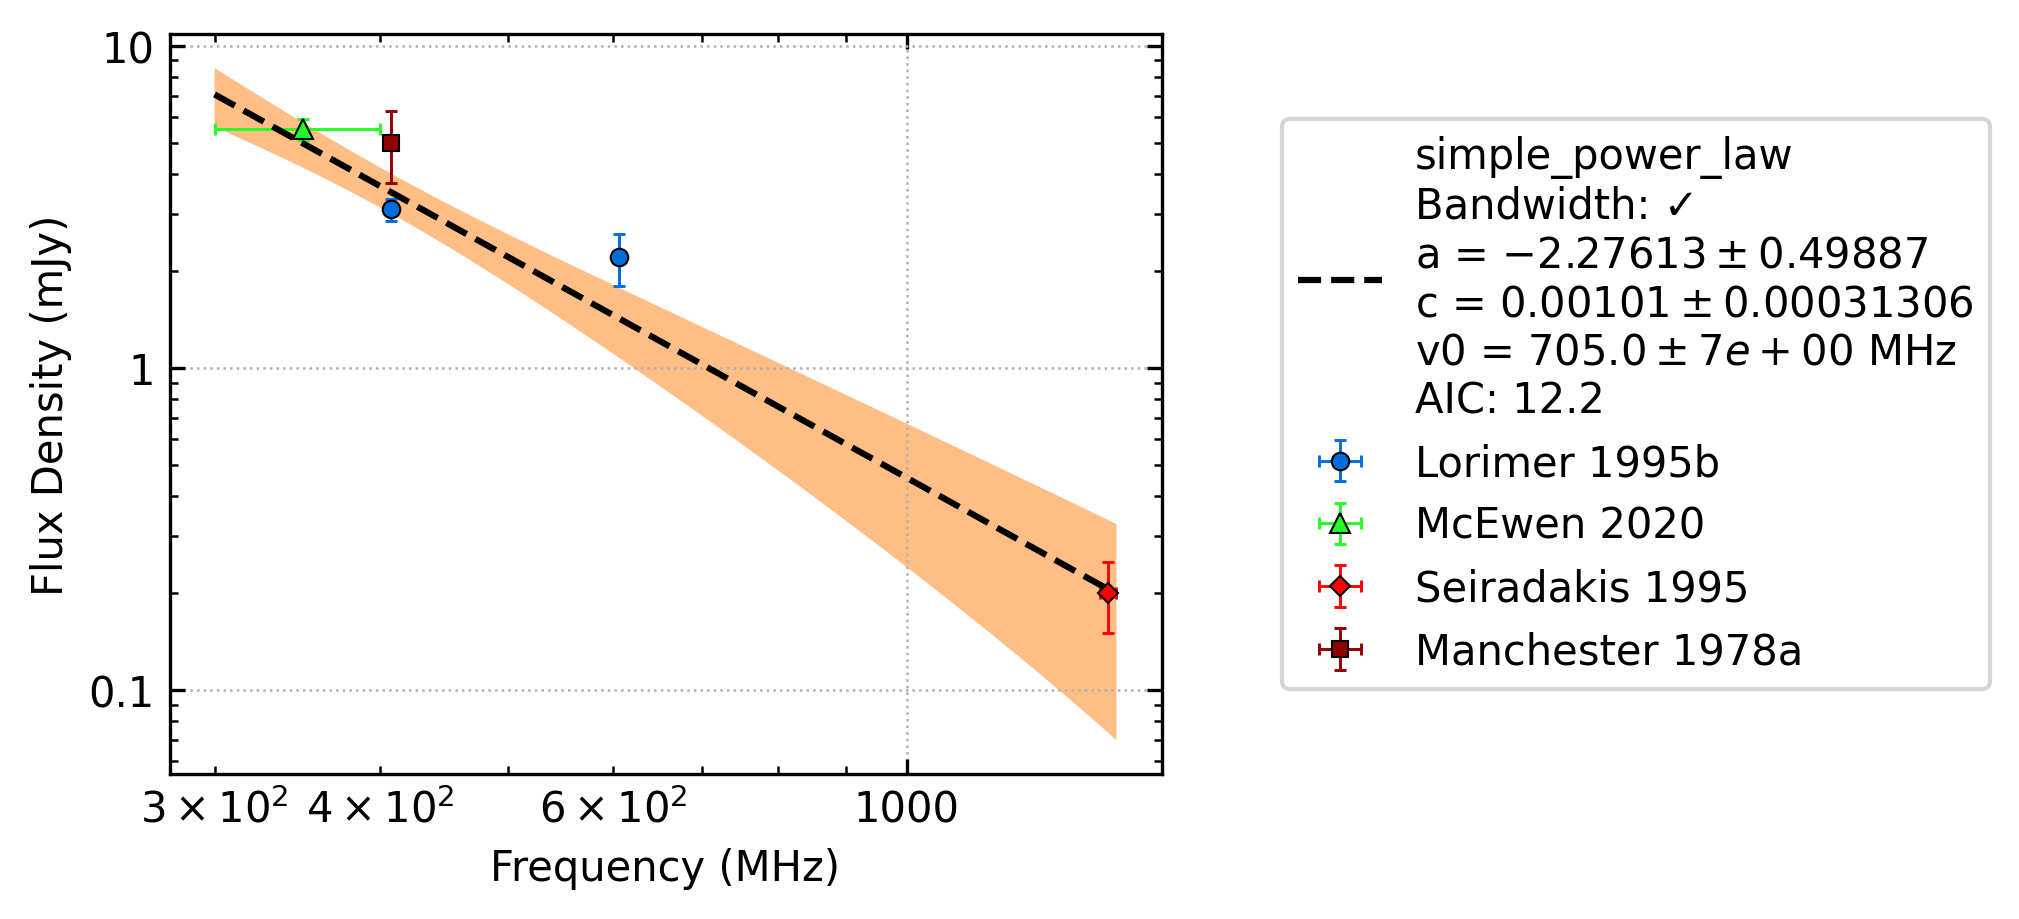 10
1
0.1
Flux Density (mJy)
3 × 10² 4 × 10² 6 × 10² 1000
Frequency (MHz)
simple_power_law
Bandwidth: ✓
a = −2.27613 ± 0.49887
c = 0.00101 ± 0.00031306
v0 = 705.0 ± 7e + 00 MHz
AIC: 12.2
Lorimer 1995b
McEwen 2020
Seiradakis 1995
Manchester 1978a